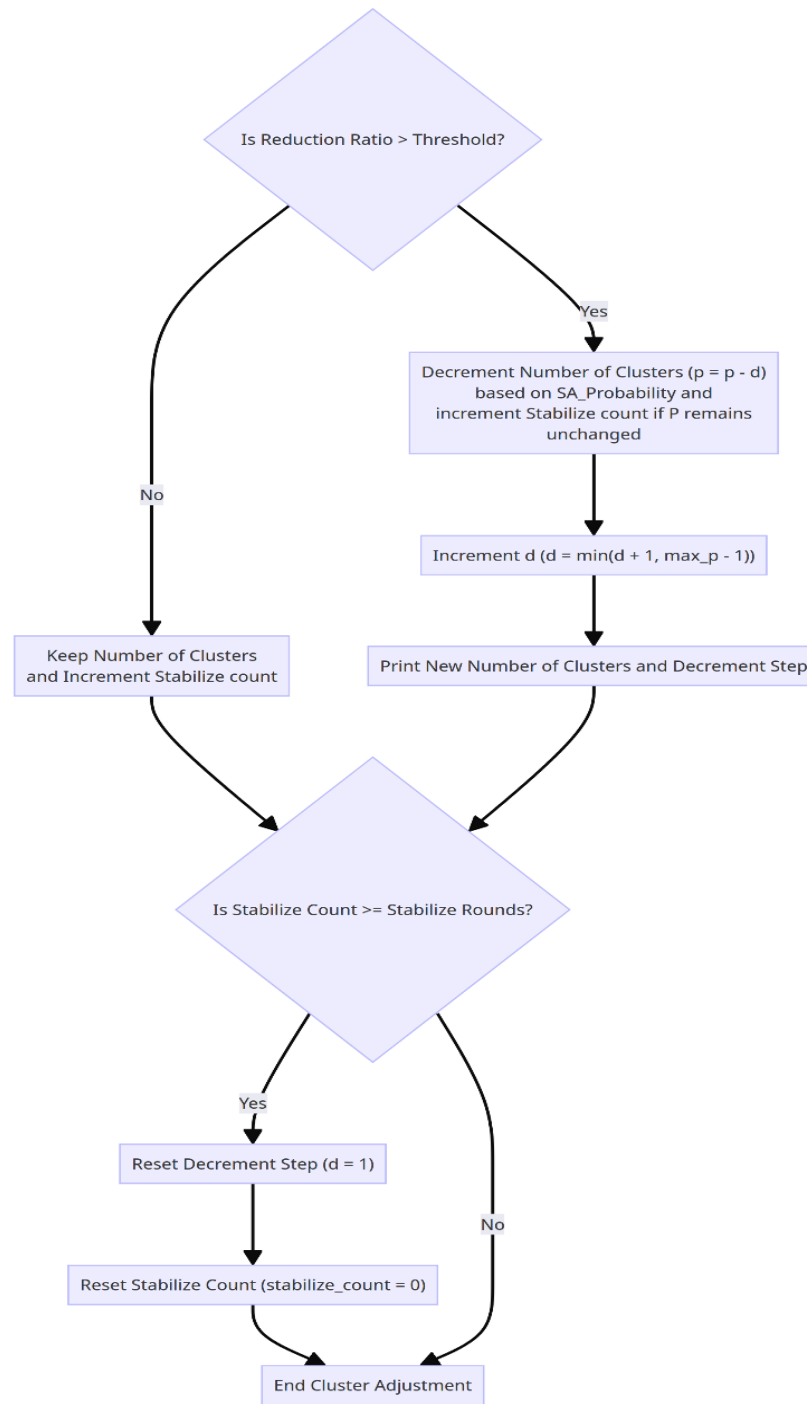 Is Reduction Ratio > Threshold?
Yes
Decrement Number of Clusters (p = p - d)
based on SA_Probability and
increment Stabilize count if P remains
unchanged
No
Increment d (d = min(d + 1, max_p - 1))
Keep Number of Clusters
and Increment Stabilize count
Print New Number of Clusters and Decrement Step
Is Stabilize Count >= Stabilize Rounds?
Yes
Reset Decrement Step (d = 1)
No
Reset Stabilize Count (stabilize_count = 0)
End Cluster Adjustment